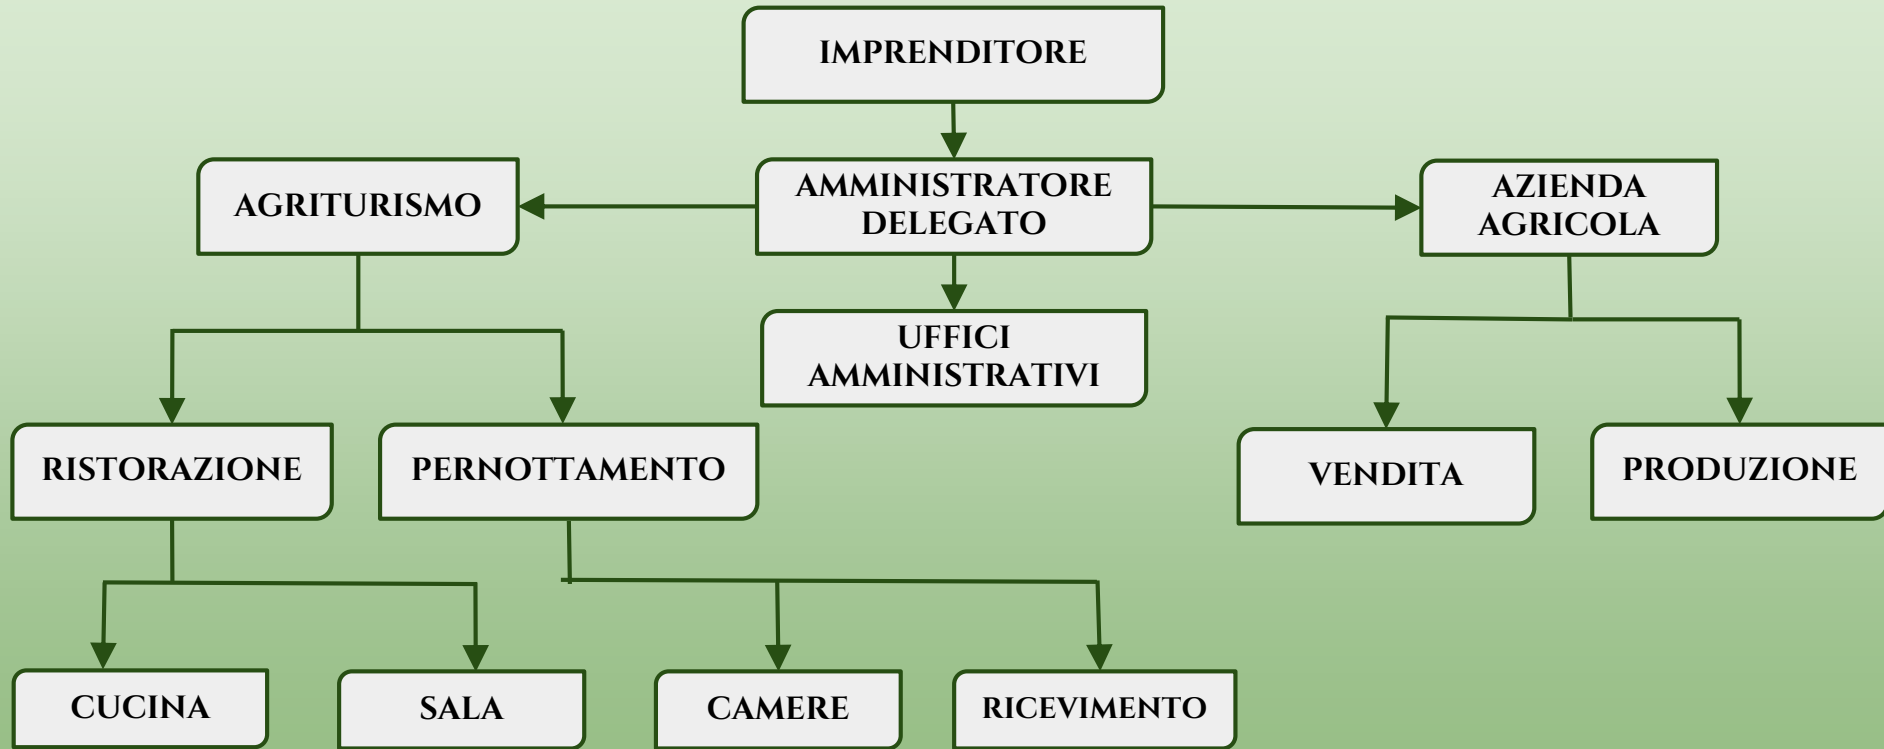 IMPRENDITORE
AGRITURISMO
AMMINISTRATORE
DELEGATO
AZIENDA
AGRICOLA
UFFICI
AMMINISTRATIVI
RISTORAZIONE
PERNOTTAMENTO
VENDITA
PRODUZIONE
CUCINA
SALA
CAMERE
RICEVIMENTO